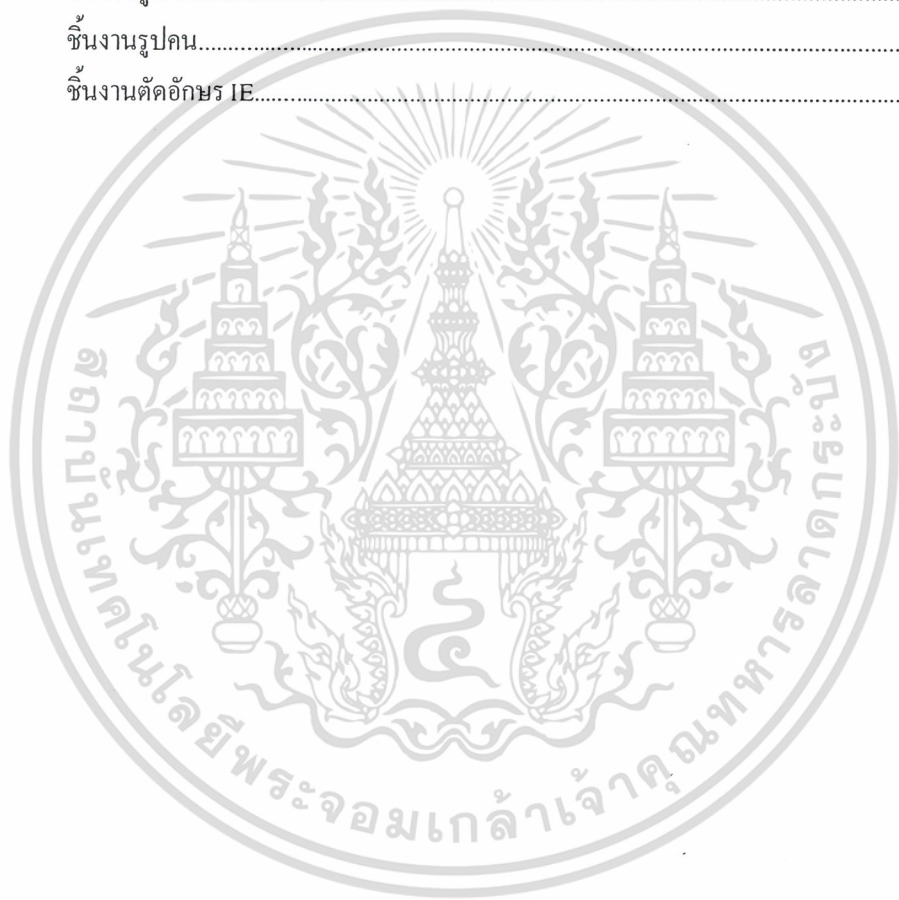 ชิ้นงานรูปคน
ชิ้นงานตัดอักษร IE
สถาบันเทคโนโลยีพระจอมเกล้าเจ้าคุณทหารลาดกระบัง
๔